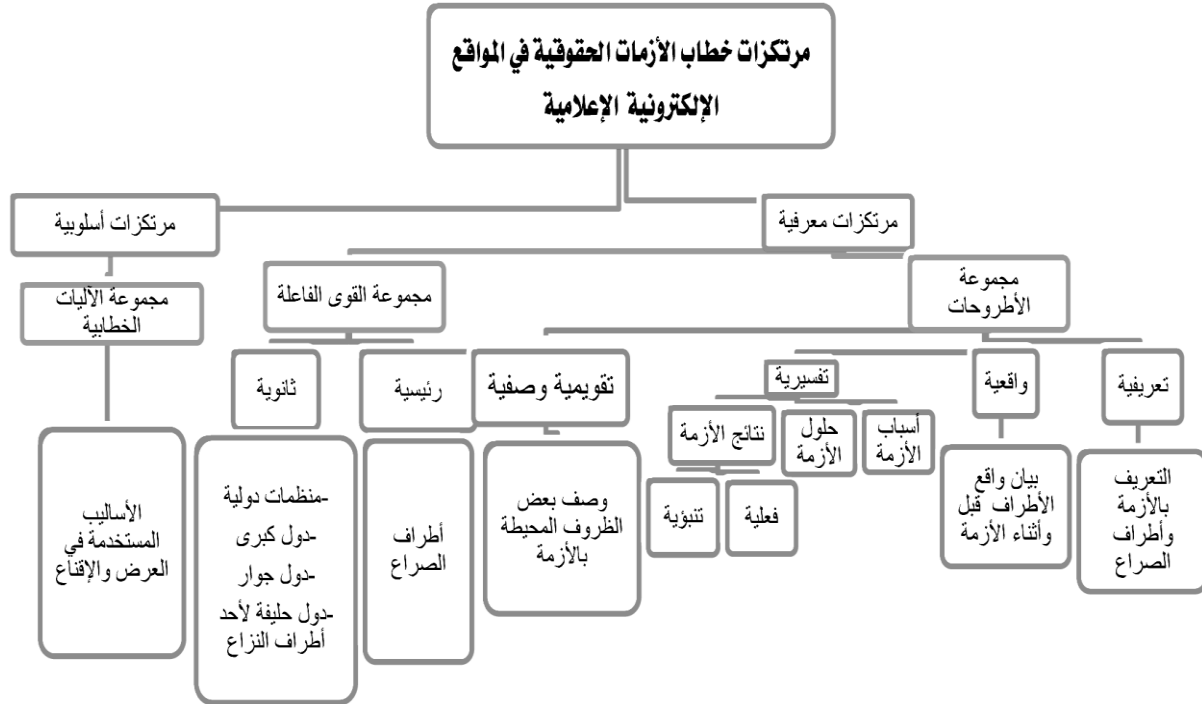 مرتكزات خطاب الأزمات الحقوقية في المواقع
الإلكترونية الإعلامية
مرتكزات معرفية
مرتكزات أسلوبية
مجموعة
الأطروحات
مجموعة القوى الفاعلة
مجموعة الآليات
الخطابية
تعريفية
واقعية
تفسيرية
تقويمية وصفية
رئيسية
ثانوية
أسباب
الأزمة
حلول
الأزمة
نتائج الأزمة
فعلية
تنبؤية
التعريف
بالأزمة
وأطراف
الصراع
بيان واقع
الأطراف قبل
وأثناء الأزمة
وصف بعض
الظروف المحيطة
بالأزمة
أطراف
الصراع
-منظمات دولية
-دول كبرى
-دول جوار
-دول حليفة لأحد
أطراف النزاع
الأساليب
المستخدمة في
العرض والإقناع